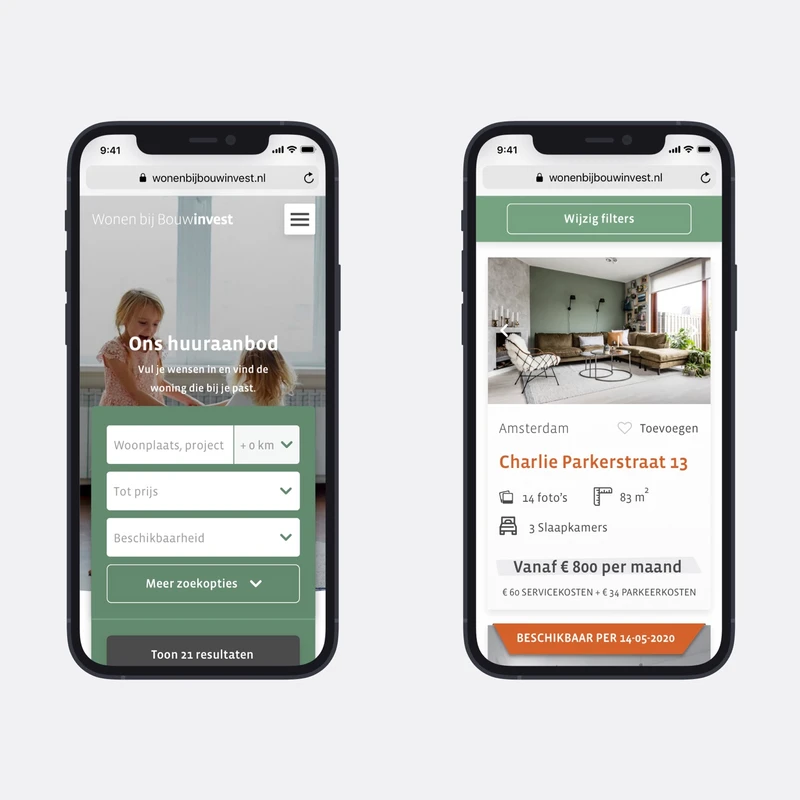 9:41
wonenbijbouwinvest.nl
Wonen bij Bouwinvest
Ons huuraanbod
Vul je wensen in en vind de
woning die bij je past.
Woonplaats, project
+ 0 km
Tot prijs
Beschikbaarheid
Meer zoekopties
Toon 21 resultaten
9:41
wonenbijbouwinvest.nl
Wijzig filters
Amsterdam
Toevoegen
Charlie Parkerstraat 13
14 foto's
83 m²
3 Slaapkamers
Vanaf € 800 per maand
€ 60 SERVICEKOSTEN + € 34 PARKEERKOSTEN
BESCHIKBAAR PER 14-05-2020